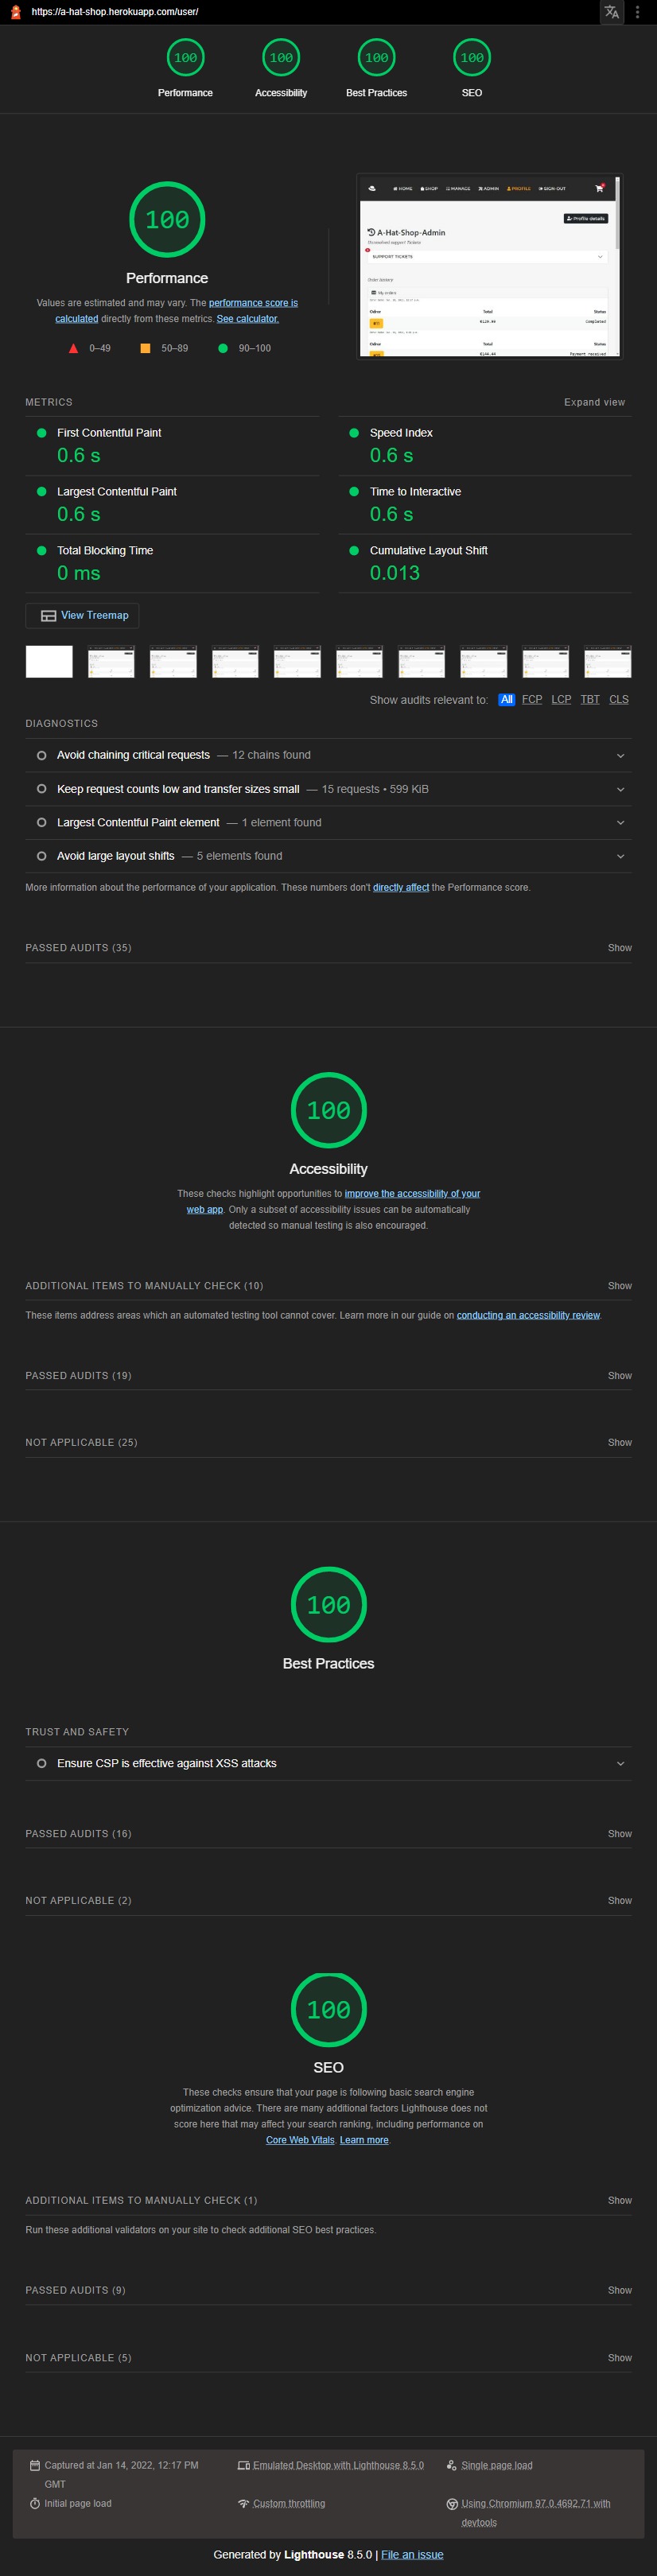 https://a-hat-shop.herokuapp.com/user/
100 100 100 100
Performance Accessibility Best Practices SEO
100
Performance
Values are estimated and may vary. The performance score is
calculated directly from these metrics. See calculator.
0–49 50–89 90–100
HOME SHOP MANAGE ADMIN PROFILE SIGN OUT
Profile details
A-Hat-Shop-Admin
Personalised support Tickets
SUPPORT TICKETS
Order history
My orders
Order Total Status
€129.99 Completed
Payment received
METRICS
Expand view
First Contentful Paint
0.6 s
Speed Index
0.6 s
Largest Contentful Paint
0.6 s
Time to Interactive
0.6 s
Total Blocking Time
0 ms
Cumulative Layout Shift
0.013
View Treemap
Show audits relevant to: All FCP LCP TBT CLS
DIAGNOSTICS
Avoid chaining critical requests — 12 chains found
Keep request counts low and transfer sizes small — 15 requests • 599 KiB
Largest Contentful Paint element — 1 element found
Avoid large layout shifts — 5 elements found
More information about the performance of your application. These numbers don't directly affect the Performance score.
PASSED AUDITS (35) Show
100
Accessibility
These checks highlight opportunities to improve the accessibility of your
web app. Only a subset of accessibility issues can be automatically
detected so manual testing is also encouraged.
ADDITIONAL ITEMS TO MANUALLY CHECK (10) Show
These items address areas which an automated testing tool cannot cover. Learn more in our guide on conducting an accessibility review.
PASSED AUDITS (19) Show
NOT APPLICABLE (25) Show
100
Best Practices
TRUST AND SAFETY
Ensure CSP is effective against XSS attacks
PASSED AUDITS (16) Show
NOT APPLICABLE (2) Show
100
SEO
These checks ensure that your page is following basic search engine
optimization advice. There are many additional factors Lighthouse does not
score here that may affect your search ranking, including performance on
Core Web Vitals. Learn more.
ADDITIONAL ITEMS TO MANUALLY CHECK (1) Show
Run these additional validators on your site to check additional SEO best practices.
PASSED AUDITS (9) Show
NOT APPLICABLE (5) Show
Captured at Jan 14, 2022, 12:17 PM
GMT
Emulated Desktop with Lighthouse 8.5.0
Single page load
Initial page load
Custom throttling
Using Chromium 97.0.4692.71 with
devtools
Generated by Lighthouse 8.5.0 | File an issue